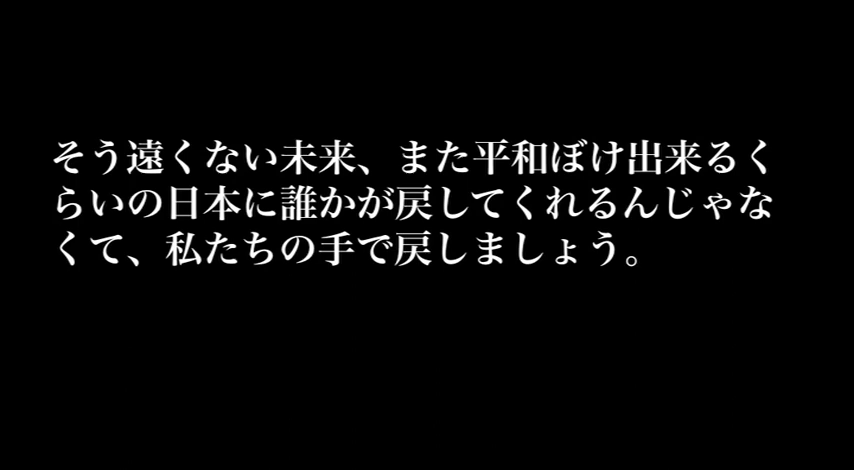 そう遠くない未来、また平和ぼけ出来るく
らいの日本に誰かが戻してくれるんじゃな
くて、私たちの手で戻しましょう。